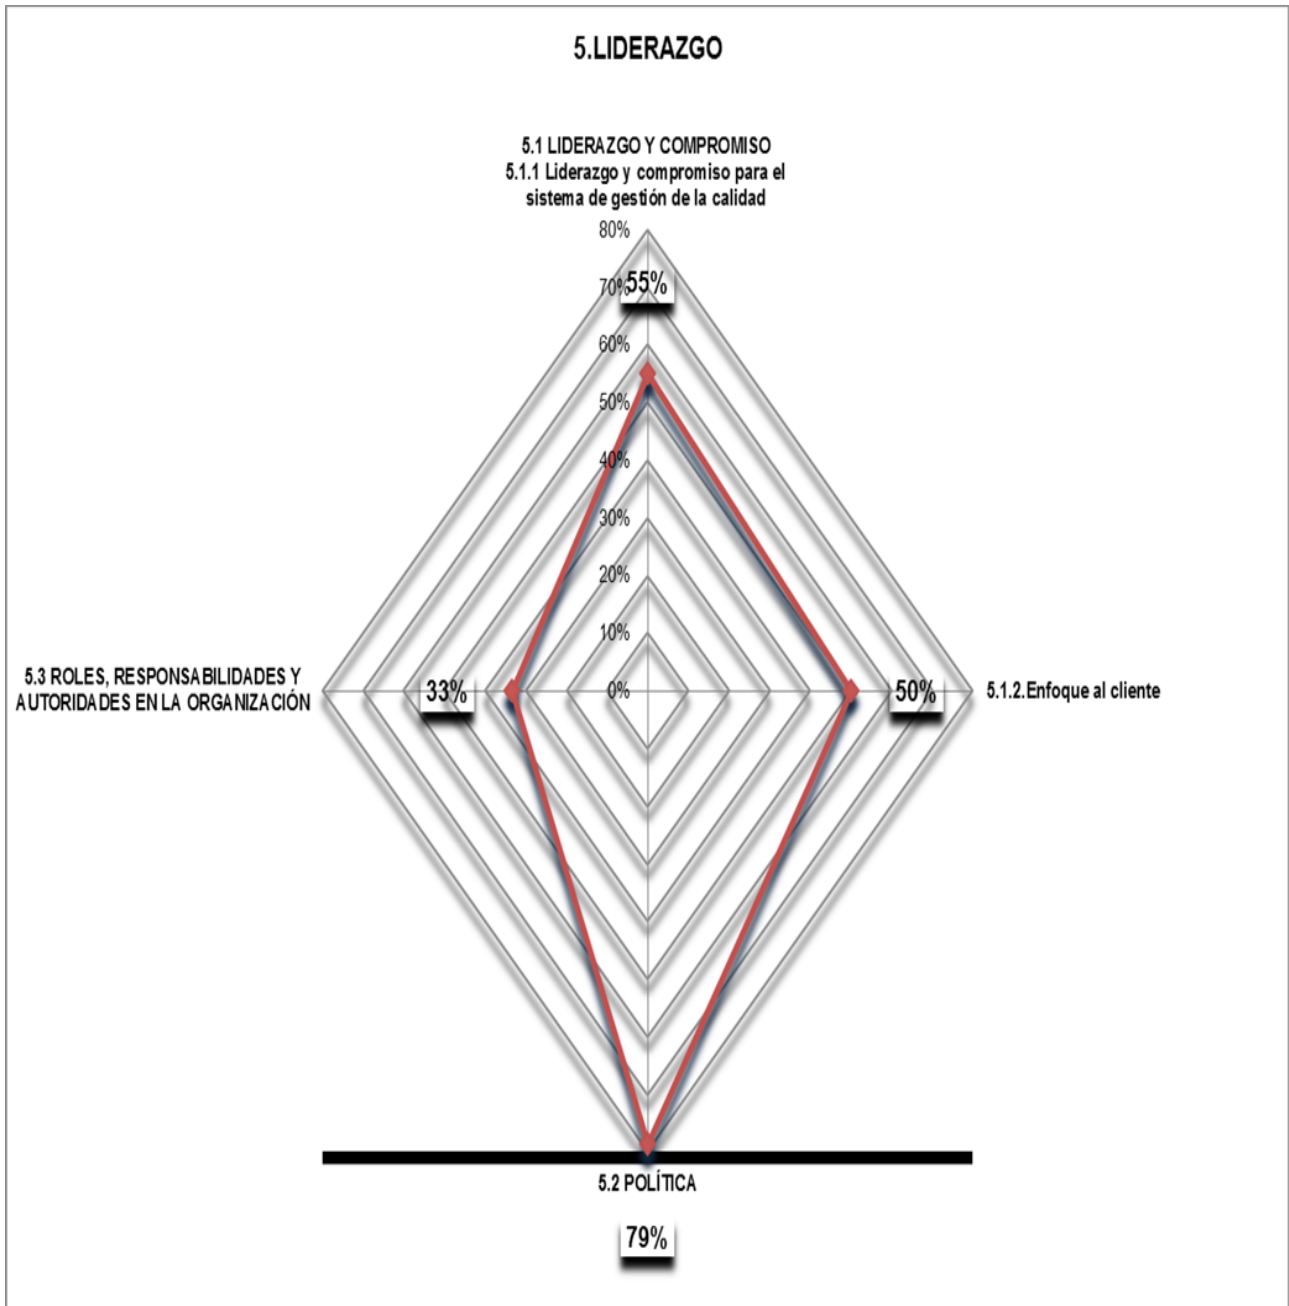 5.LIDERAZGO
5.1 LIDERAZGO Y COMPROMISO
5.1.1 Liderazgo y compromiso para el
sistema de gestión de la calidad
80%
55%
70%
60%
50%
40%
30%
20%
10%
0%
5.3 ROLES, RESPONSABILIDADES Y
AUTORIDADES EN LA ORGANIZACIÓN
33%
50%
5.1.2.Enfoque al cliente
5.2 POLÍTICA
79%